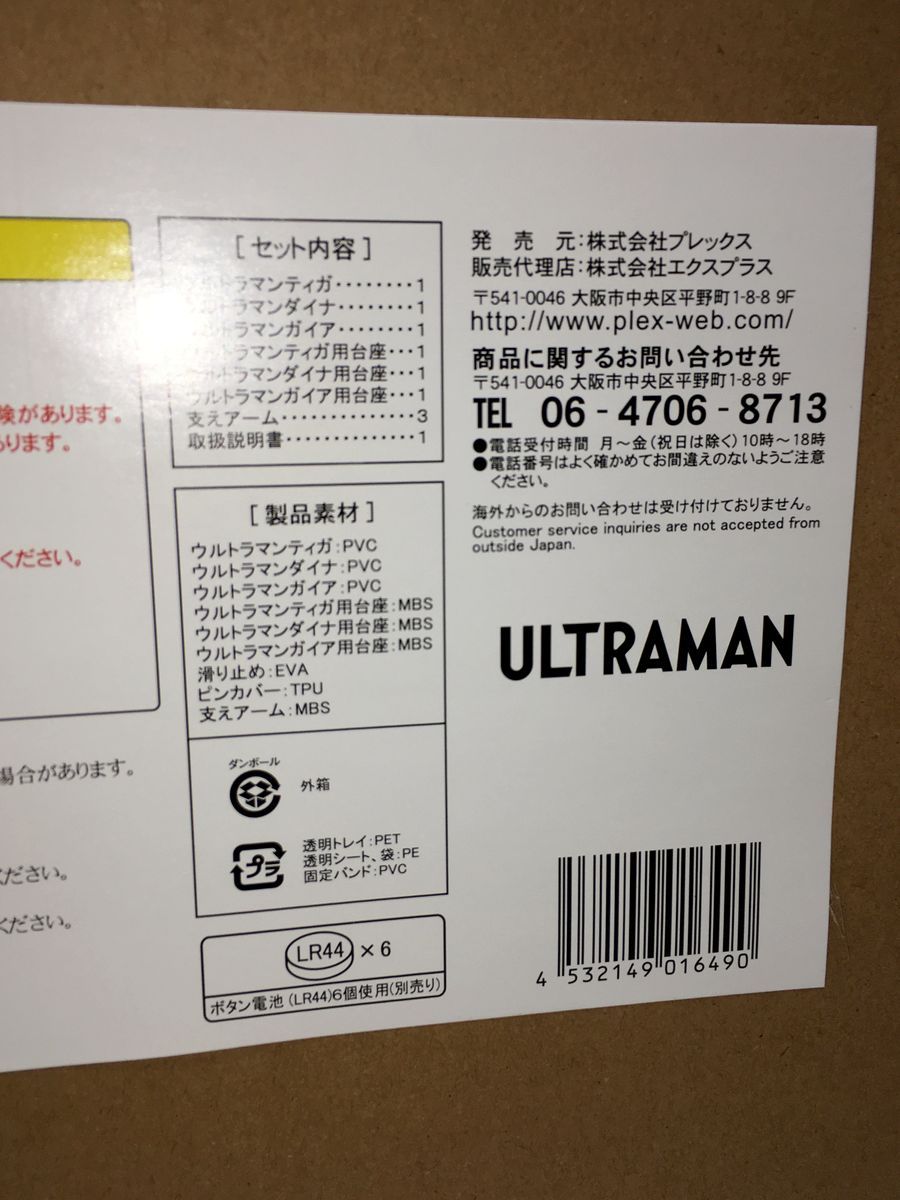 険があります。
ります。
ください。
場合があります。
ください。
ください。
[ セット内容 ]
ウルトラマンティガ・・・・・・・・1
ウルトラマンダイナ・・・・・・・・1
ウルトラマンガイア・・・・・・・・1
ウルトラマンティガ用台座・・・1
ウルトラマンダイナ用台座・・・1
ウルトラマンガイア用台座・・・1
支えアーム・・・・・・・・・・・・・・3
取扱説明書・・・・・・・・・・・・・・1
[ 製品素材 ]
ウルトラマンティガ:PVC
ウルトラマンダイナ:PVC
ウルトラマンガイア:PVC
ウルトラマンティガ用台座:MBS
ウルトラマンダイナ用台座:MBS
ウルトラマンガイア用台座:MBS
滑り止め:EVA
ピンカバー:TPU
支えアーム:MBS
ダンボール
外箱
プラ
透明トレイ:PET
透明シート、袋:PE
固定バンド:PVC
LR44 × 6
ボタン電池 (LR44)6個使用(別売り)
発 売 元:株式会社プレックス
販売代理店:株式会社エクスプラス
〒541-0046 大阪市中央区平野町1-8-8 9F
http://www.plex-web.com/
商品に関するお問い合わせ先
〒541-0046 大阪市中央区平野町1-8-8 9F
TEL 06-4706-8713
●電話受付時間 月〜金(祝日は除く)10時〜18時
●電話番号はよく確かめてお間違えのないようご注意
ください。
海外からのお問い合わせは受け付けておりません。
Customer service inquiries are not accepted from
outside Japan.
ULTRAMAN
4 532149 016490